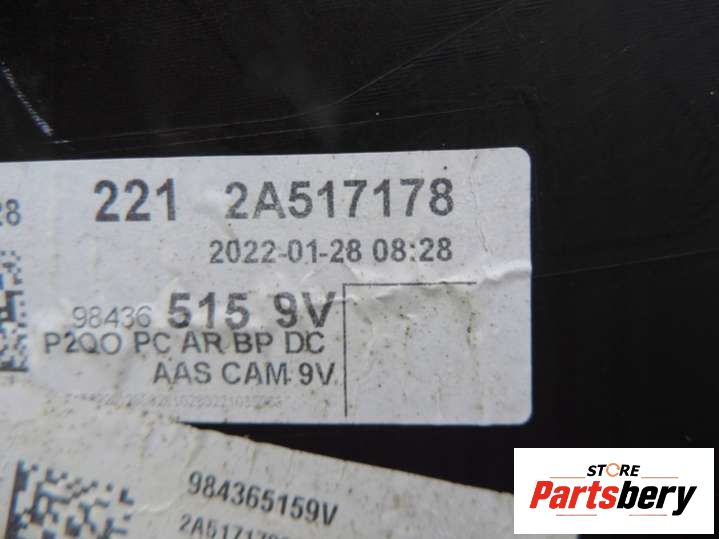 28 221 2A517178
2022-01-28 08:28
98436 515 9V
P2QO PC AR BP DC
AAS CAM 9V
984365159V
STORE
Partsbery